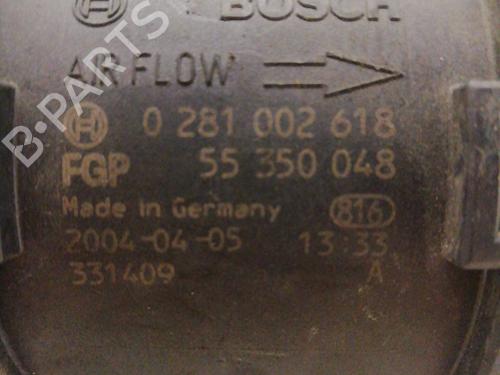 BOSCH
AIR FLOW
0 281 002 618
FGP 55 350 048
Made in Germany 816
2004-04-05 13:33
331409 A
B-PARTS